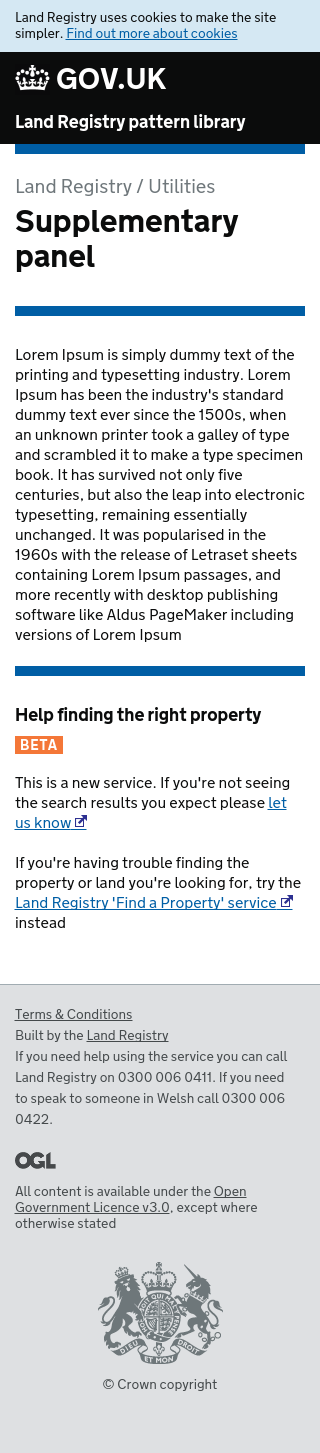 Land Registry uses cookies to make the site
simpler. Find out more about cookies
GOV.UK
Land Registry pattern library
Land Registry / Utilities
Supplementary
panel
Lorem Ipsum is simply dummy text of the
printing and typesetting industry. Lorem
Ipsum has been the industry's standard
dummy text ever since the 1500s, when
an unknown printer took a galley of type
and scrambled it to make a type specimen
book. It has survived not only five
centuries, but also the leap into electronic
typesetting, remaining essentially
unchanged. It was popularised in the
1960s with the release of Letraset sheets
containing Lorem Ipsum passages, and
more recently with desktop publishing
software like Aldus PageMaker including
versions of Lorem Ipsum
Help finding the right property
BETA
This is a new service. If you're not seeing
the search results you expect please let
us know
If you're having trouble finding the
property or land you're looking for, try the
Land Registry 'Find a Property' service
instead
Terms & Conditions
Built by the Land Registry
If you need help using the service you can call
Land Registry on 0300 006 0411. If you need
to speak to someone in Welsh call 0300 006
0422.
OGL
All content is available under the Open
Government Licence v3.0, except where
otherwise stated
DIEU ET MON DROIT
© Crown copyright